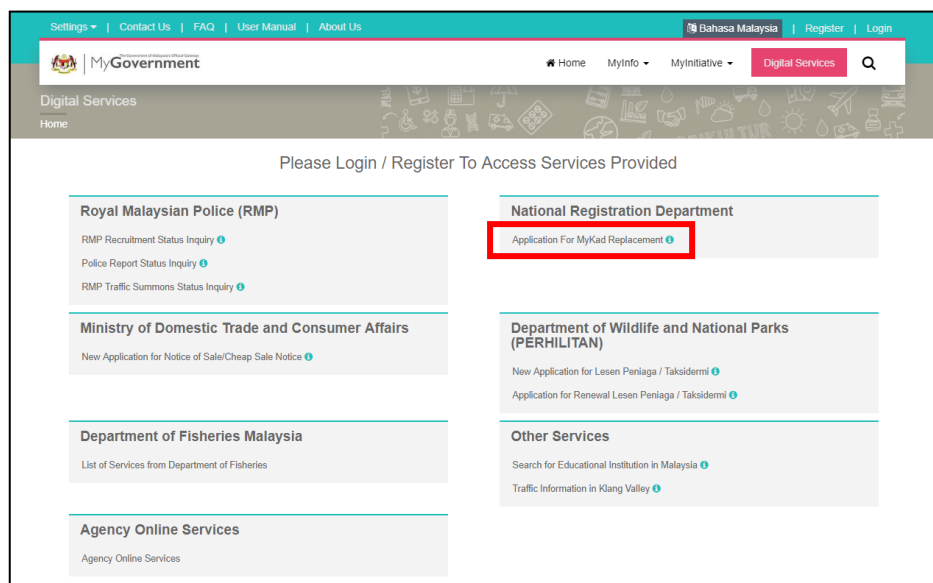 Settings | Contact Us | FAQ | User Manual | About Us
Bahasa Malaysia | Register | Login
The Government of Malaysia's Official Gateway
MyGovernment
Home MyInfo MyInitiative Digital Services
Digital Services
Home
Please Login / Register To Access Services Provided
Royal Malaysian Police (RMP)
RMP Recruitment Status Inquiry
Police Report Status Inquiry
RMP Traffic Summons Status Inquiry
National Registration Department
Application For MyKad Replacement
Ministry of Domestic Trade and Consumer Affairs
New Application for Notice of Sale/Cheap Sale Notice
Department of Wildlife and National Parks
(PERHILITAN)
New Application for Lesen Peniaga / Taksidermi
Application for Renewal Lesen Peniaga / Taksidermi
Department of Fisheries Malaysia
List of Services from Department of Fisheries
Other Services
Search for Educational Institution in Malaysia
Traffic Information in Klang Valley
Agency Online Services
Agency Online Services